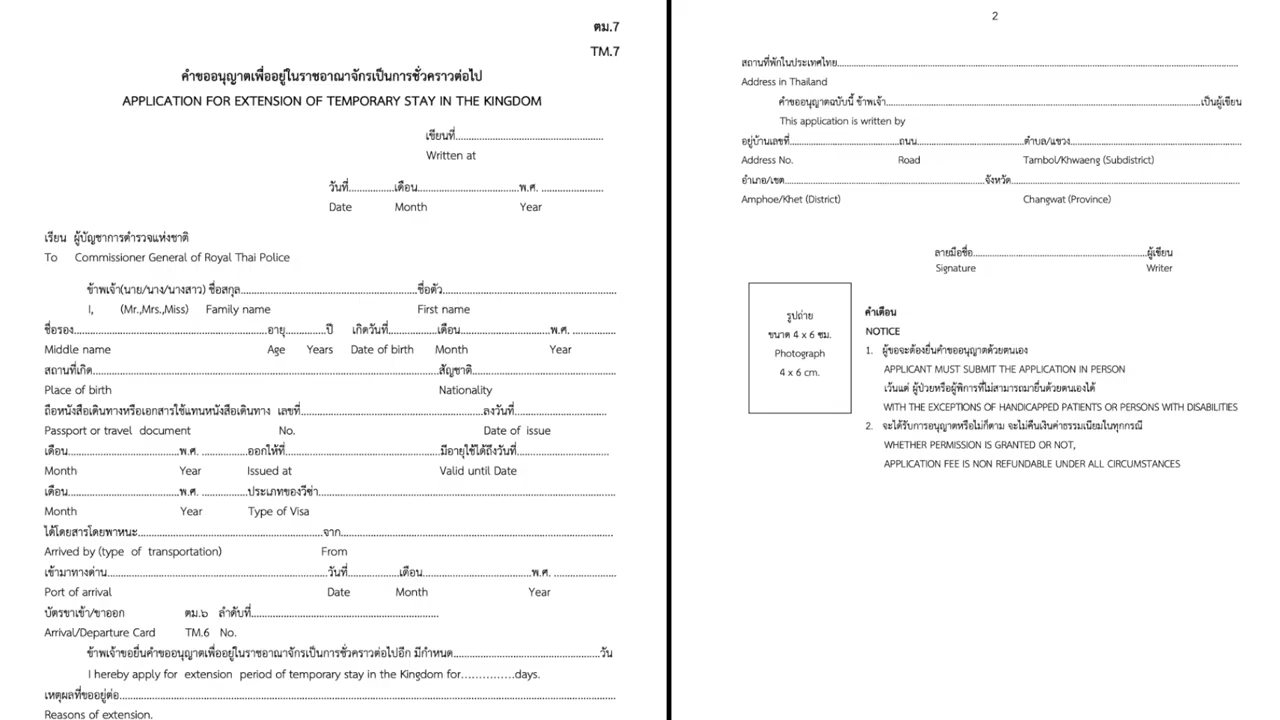 ตม.7
TM.7
คำขออนุญาตเพื่ออยู่ในราชอาณาจักรเป็นการชั่วคราวต่อไป
APPLICATION FOR EXTENSION OF TEMPORARY STAY IN THE KINGDOM
เขียนที่......................................................
Written at
วันที่................เดือน....................................พ.ศ. ......................
Date Month Year
เรียน ผู้บัญชาการตำรวจแห่งชาติ
To Commissioner General of Royal Thai Police
ข้าพเจ้า(นาย/นาง/นางสาว) ชื่อสกุล................................................................ชื่อตัว..............................................................
I, (Mr.,Mrs.,Miss) Family name First name
ชื่อรอง....................................................................อายุ..............ปี เกิดวันที่.................เดือน................................พ.ศ. ...............
Middle name Age Years Date of birth Month Year
สถานที่เกิด..............................................................................................................สัญชาติ....................................................
Place of birth Nationality
ถือหนังสือเดินทางหรือเอกสารใช้แทนหนังสือเดินทาง เลขที่.................................................................ลงวันที่................................
Passport or travel document No. Date of issue
เดือน.......................................พ.ศ. ................ออกให้ที่......................................................มีอายุใช้ได้ถึงวันที่................................
Month Year Issued at Valid until Date
เดือน.......................................พ.ศ. ................ประเภทของวีซ่า..........................................................................................................
Month Year Type of Visa
ได้โดยสารโดยพาหนะ.................................................................จาก................................................................................................
Arrived by (type of transportation) From
เข้ามาทางด่าน..............................................................................วันที่..................เดือน......................................พ.ศ. ......................
Port of arrival Date Month Year
บัตรขาเข้า/ขาออก ตม.๖ ลำดับที่..................................................................
Arrival/Departure Card TM.6 No.
ข้าพเจ้าขอยื่นคำขออนุญาตเพื่ออยู่ในราชอาณาจักรเป็นการชั่วคราวต่อไปอีก มีกำหนด....................................................วัน
I hereby apply for extension period of temporary stay in the Kingdom for...............days.
เหตุผลที่ขออยู่ต่อ................................................................................................................................................................
Reasons of extension.
2
สถานที่พักในประเทศไทย................................................................................................................................................
Address in Thailand
คำขออนุญาตฉบับนี้ ข้าพเจ้า................................................................................................................เป็นผู้เขียน
This application is written by
อยู่บ้านเลขที่.......................................ถนน......................................ตำบล/แขวง............................................................
Address No. Road Tambol/Khwaeng (Subdistrict)
อำเภอ/เขต........................................................................จังหวัด................................................................................
Amphoe/Khet (District) Changwat (Province)
ลายมือชื่อ..............................................................ผู้เขียน
Signature Writer
รูปถ่าย
ขนาด 4 x 6 ซม.
Photograph
4 x 6 cm.
คำเตือน
NOTICE
1. ผู้ขอจะต้องยื่นคำขออนุญาตด้วยตนเอง
APPLICANT MUST SUBMIT THE APPLICATION IN PERSON
เว้นแต่ ผู้ป่วยหรือผู้พิการที่ไม่สามารถมายื่นด้วยตนเองได้
WITH THE EXCEPTIONS OF HANDICAPPED PATIENTS OR PERSONS WITH DISABILITIES
2. จะได้รับการอนุญาตหรือไม่ก็ตาม จะไม่คืนเงินค่าธรรมเนียมในทุกกรณี
WHETHER PERMISSION IS GRANTED OR NOT,
APPLICATION FEE IS NON REFUNDABLE UNDER ALL CIRCUMSTANCES